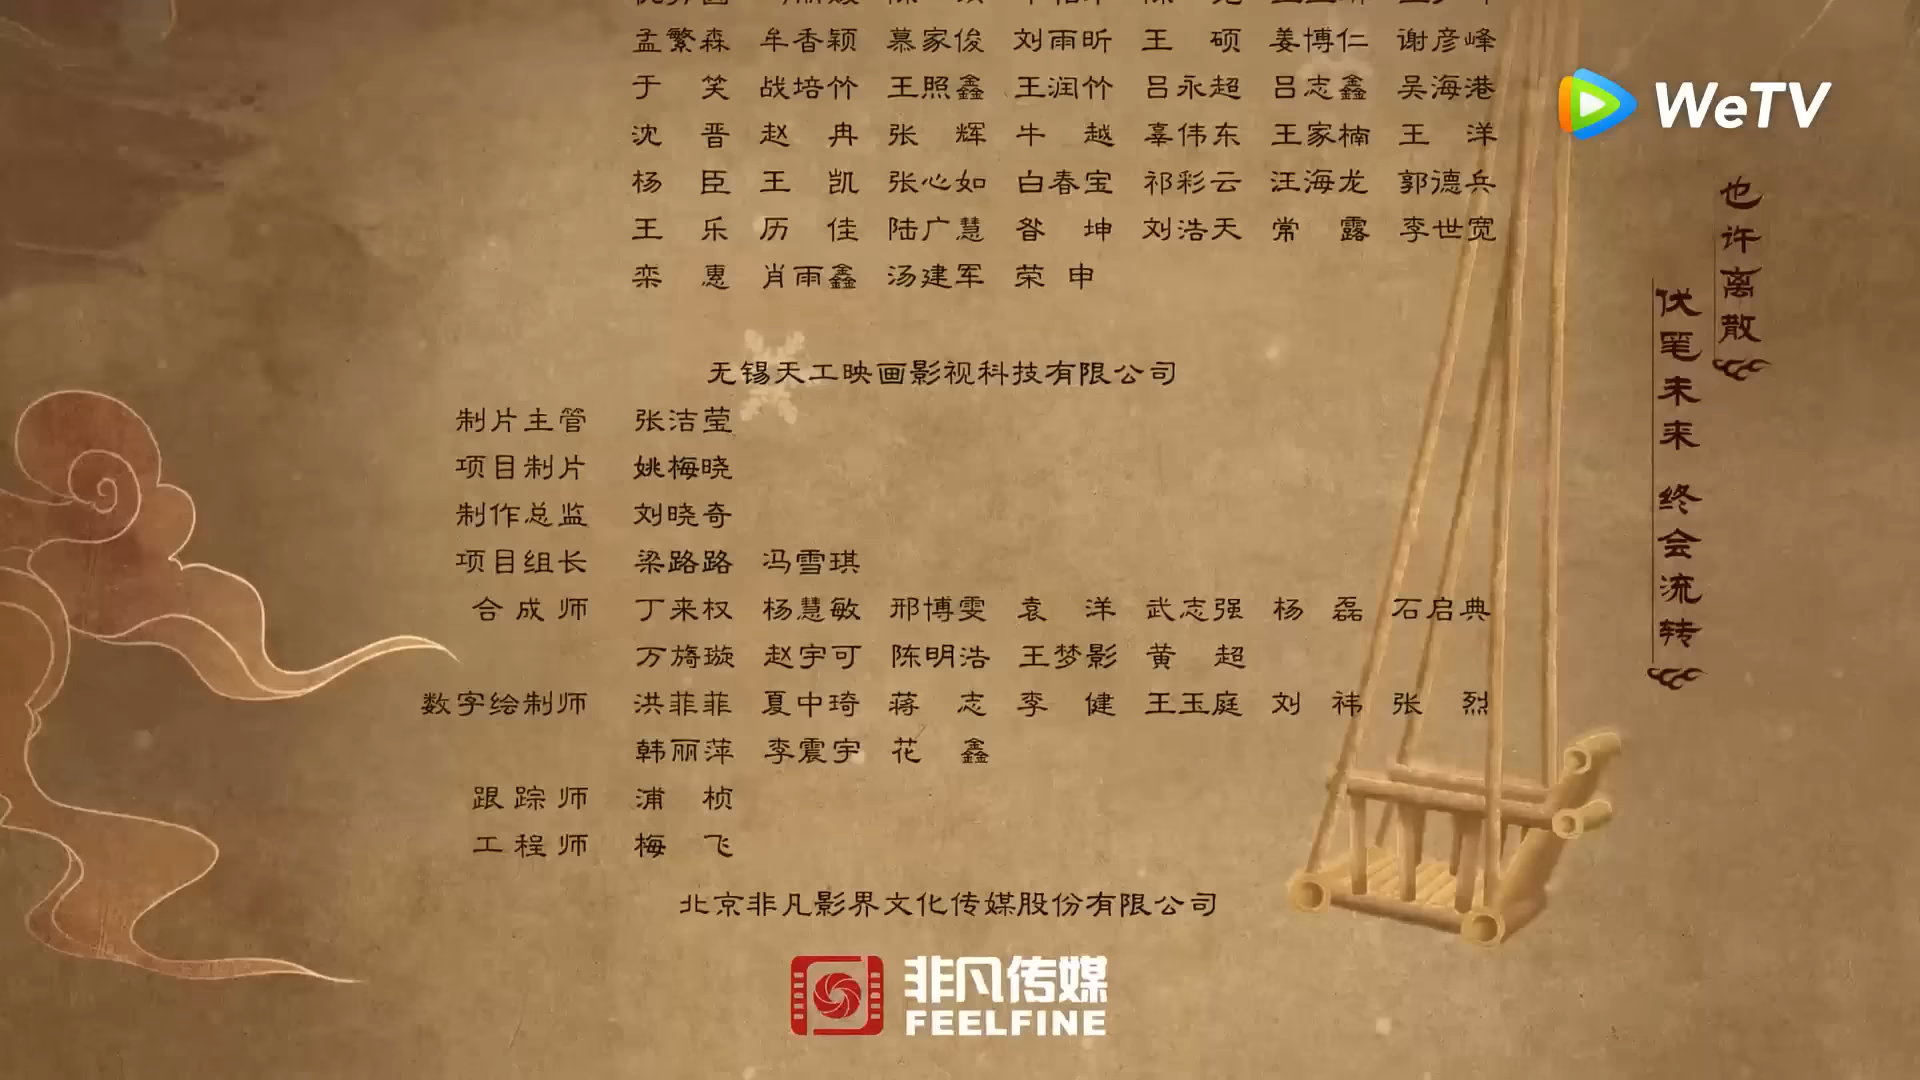 孟繁森 牟香颖 慕家俊 刘雨昕 王 硕 姜博仁 谢彦峰
于 笑 战培竹 王照鑫 王润竹 吕永超 吕志鑫 吴海港
沈 晋 赵 冉 张 辉 牛 越 辜伟东 王家楠 王 洋
杨 臣 王 凯 张心如 白春宝 祁彩云 汪海龙 郭德兵
王 乐 历 佳 陆广慧 昝 坤 刘浩天 常 露 李世宽
栾 惠 肖雨鑫 汤建军 荣 申
WeTV
也许离散
伏笔未来 终会流转
无锡天工映画影视科技有限公司
制片主管 张洁莹
项目制片 姚梅晓
制作总监 刘晓奇
项目组长 梁路路 冯雪琪
合成师 丁来权 杨慧敏 邢博雯 袁 洋 武志强 杨 磊 石启典
万旖璇 赵宇可 陈明浩 王梦影 黄 超
数字绘制师 洪菲菲 夏中琦 蒋 志 李 健 王玉庭 刘 祎 张 烈
韩丽萍 李震宇 花 鑫
跟踪师 浦 桢
工程师 梅 飞
北京非凡影界文化传媒股份有限公司
非凡传媒
FEELFINE